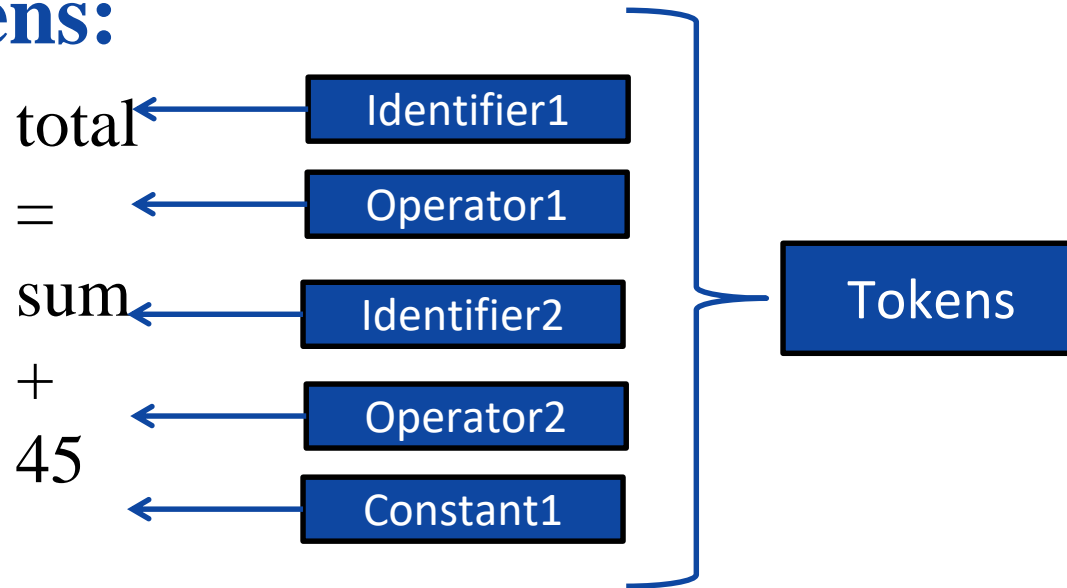 ens:
total
Identifier1
=
Operator1
sum
Identifier2
Tokens
+
Operator2
45
Constant1